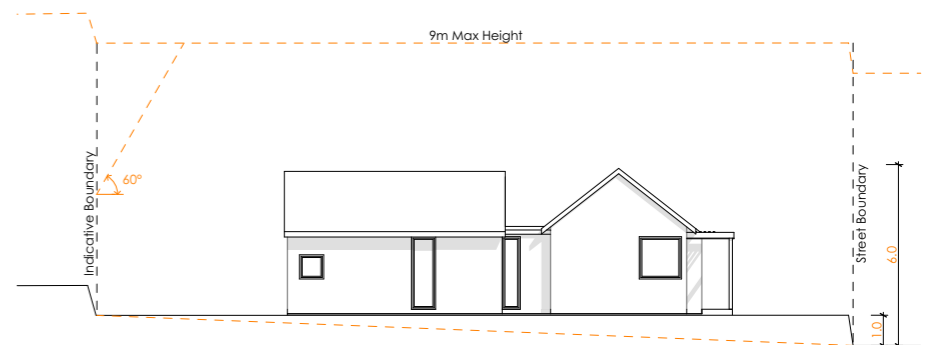 9m Max Height
Indicative Boundary
60°
Street Boundary
6.0
1.0